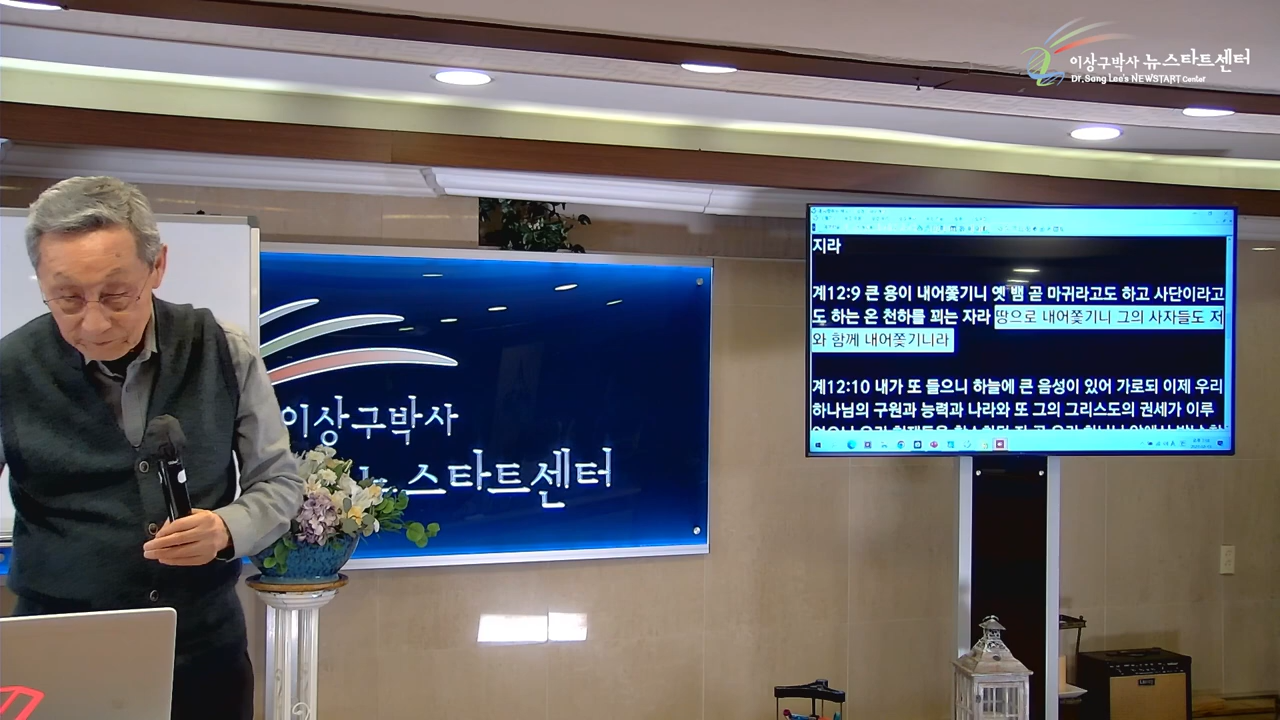 이상구박사 뉴스타트센터
Dr. Sang Lee's NEWSTART Center
지라
계12:9 큰 용이 내어쫓기니 옛 뱀 곧 마귀라고도 하고 사단이라고
도 하는 온 천하를 꾀는 자라 땅으로 내어쫓기니 그의 사자들도 저
와 함께 내어쫓기니라
계12:10 내가 또 들으니 하늘에 큰 음성이 있어 가로되 이제 우리
하나님의 구원과 능력과 나라와 또 그의 그리스도의 권세가 이루
이상구박사
뉴스타트센터